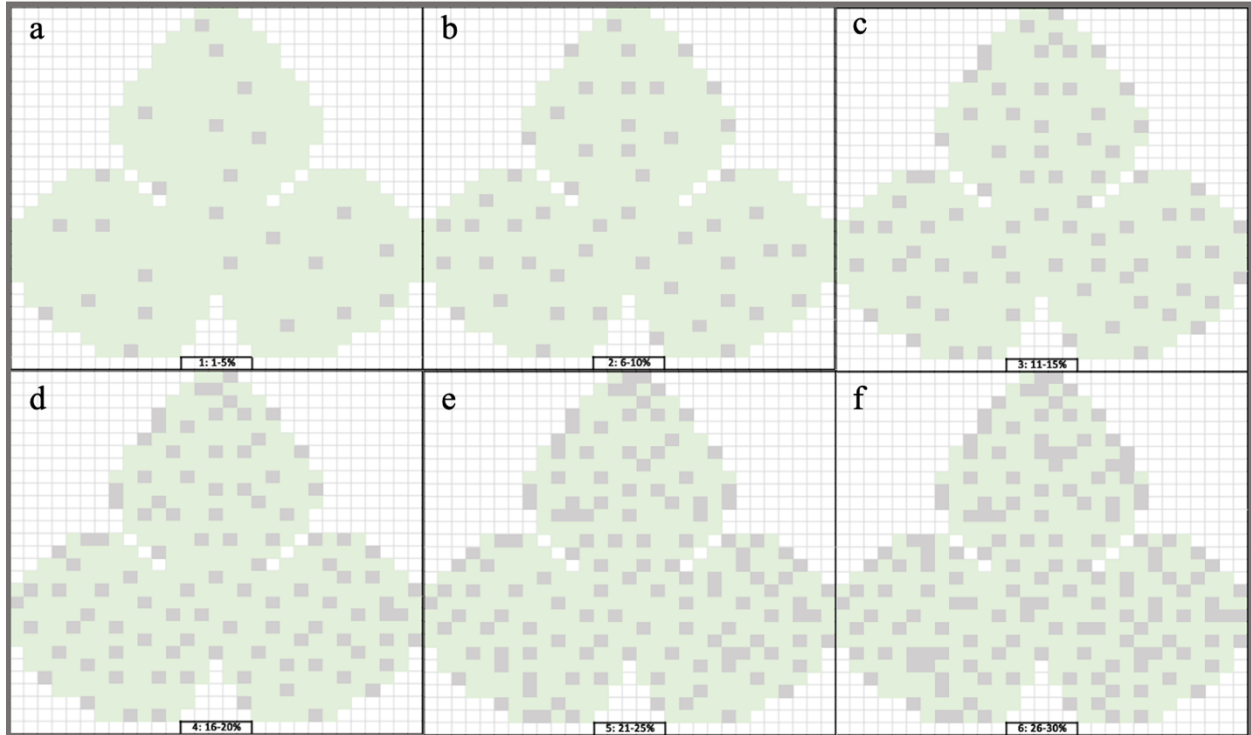 a
b
c
1: 1-5%
2: 6-10%
3: 11-15%
d
e
f
4: 16-20%
5: 21-25%
6: 26-30%